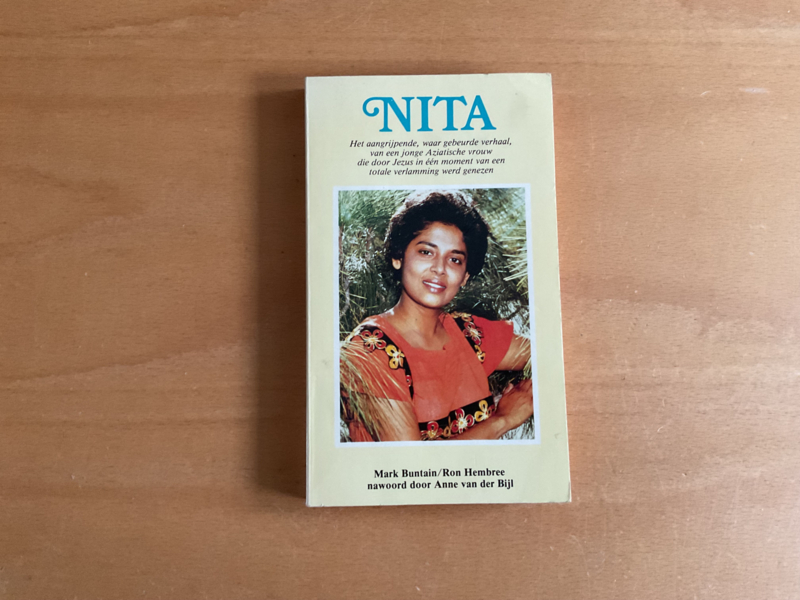 NITA
Het aangrijpende, waar gebeurde verhaal,
van een jonge Aziatische vrouw
die door Jezus in één moment van een
totale verlamming werd genezen
Mark Buntain/Ron Hembree
nawoord door Anne van der Bijl